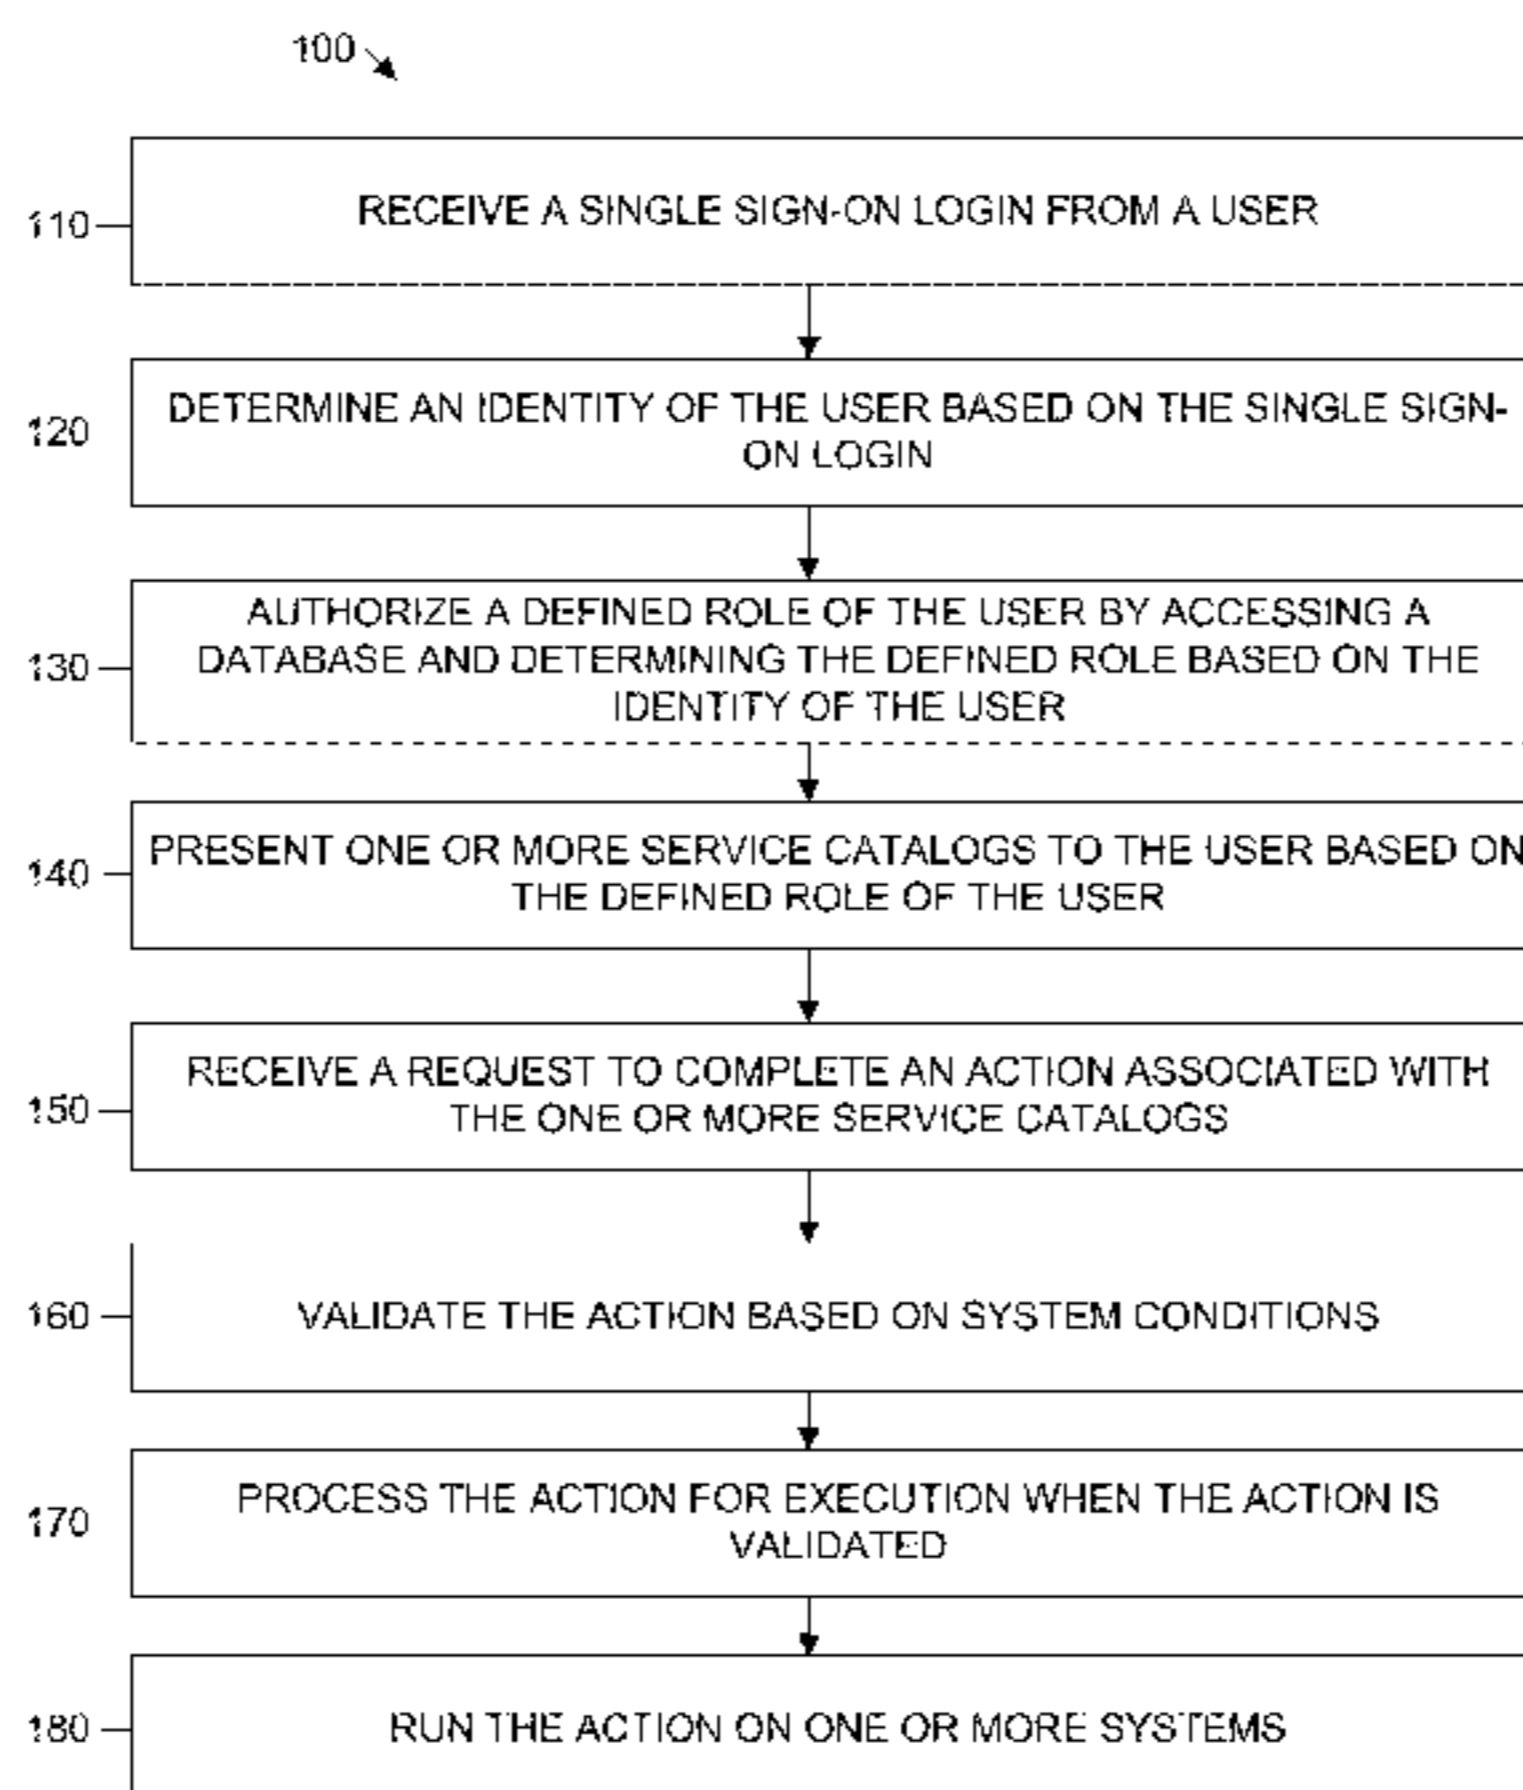 100
110
RECEIVE A SINGLE SIGN-ON LOGIN FROM A USER
120
DETERMINE AN IDENTITY OF THE USER BASED ON THE SINGLE SIGN-
ON LOGIN
130
AUTHORIZE A DEFINED ROLE OF THE USER BY ACCESSING A
DATABASE AND DETERMINING THE DEFINED ROLE BASED ON THE
IDENTITY OF THE USER
140
PRESENT ONE OR MORE SERVICE CATALOGS TO THE USER BASED ON
THE DEFINED ROLE OF THE USER
150
RECEIVE A REQUEST TO COMPLETE AN ACTION ASSOCIATED WITH
THE ONE OR MORE SERVICE CATALOGS
160
VALIDATE THE ACTION BASED ON SYSTEM CONDITIONS
170
PROCESS THE ACTION FOR EXECUTION WHEN THE ACTION IS
VALIDATED
180
RUN THE ACTION ON ONE OR MORE SYSTEMS